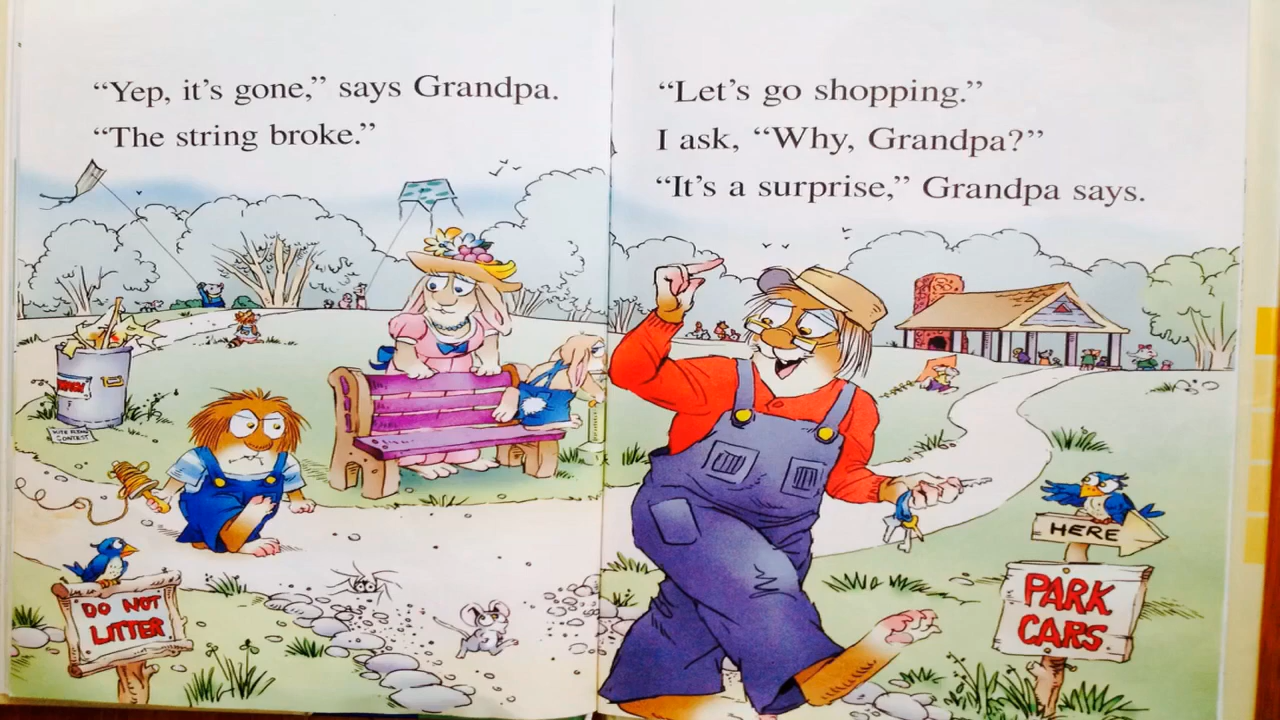 “Yep, it’s gone,” says Grandpa.
“The string broke.”
“Let’s go shopping.”
I ask, “Why, Grandpa?”
“It’s a surprise,” Grandpa says.
DO NOT
LITTER
HERE
PARK
CARS